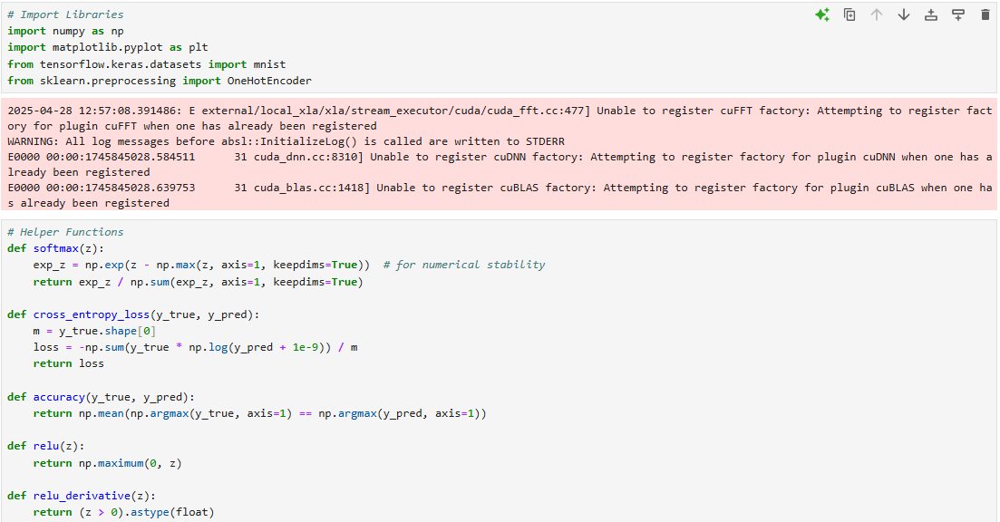 # Import Libraries
import numpy as np
import matplotlib.pyplot as plt
from tensorflow.keras.datasets import mnist
from sklearn.preprocessing import OneHotEncoder
2025-04-28 12:57:08.391486: E external/local_xla/xla/stream_executor/cuda/cuda_fft.cc:477] Unable to register cuFFT factory: Attempting to register fact
ory for plugin cuFFT when one has already been registered
WARNING: All log messages before absl::InitializeLog() is called are written to STDERR
E0000 00:00:1745845028.584511      31 cuda_dnn.cc:8310] Unable to register cuDNN factory: Attempting to register factory for plugin cuDNN when one has a
lready been registered
E0000 00:00:1745845028.639753      31 cuda_blas.cc:1418] Unable to register cuBLAS factory: Attempting to register factory for plugin cuBLAS when one ha
s already been registered
# Helper Functions
def softmax(z):
    exp_z = np.exp(z - np.max(z, axis=1, keepdims=True))  # for numerical stability
    return exp_z / np.sum(exp_z, axis=1, keepdims=True)

def cross_entropy_loss(y_true, y_pred):
    m = y_true.shape[0]
    loss = -np.sum(y_true * np.log(y_pred + 1e-9)) / m
    return loss

def accuracy(y_true, y_pred):
    return np.mean(np.argmax(y_true, axis=1) == np.argmax(y_pred, axis=1))

def relu(z):
    return np.maximum(0, z)

def relu_derivative(z):
    return (z > 0).astype(float)